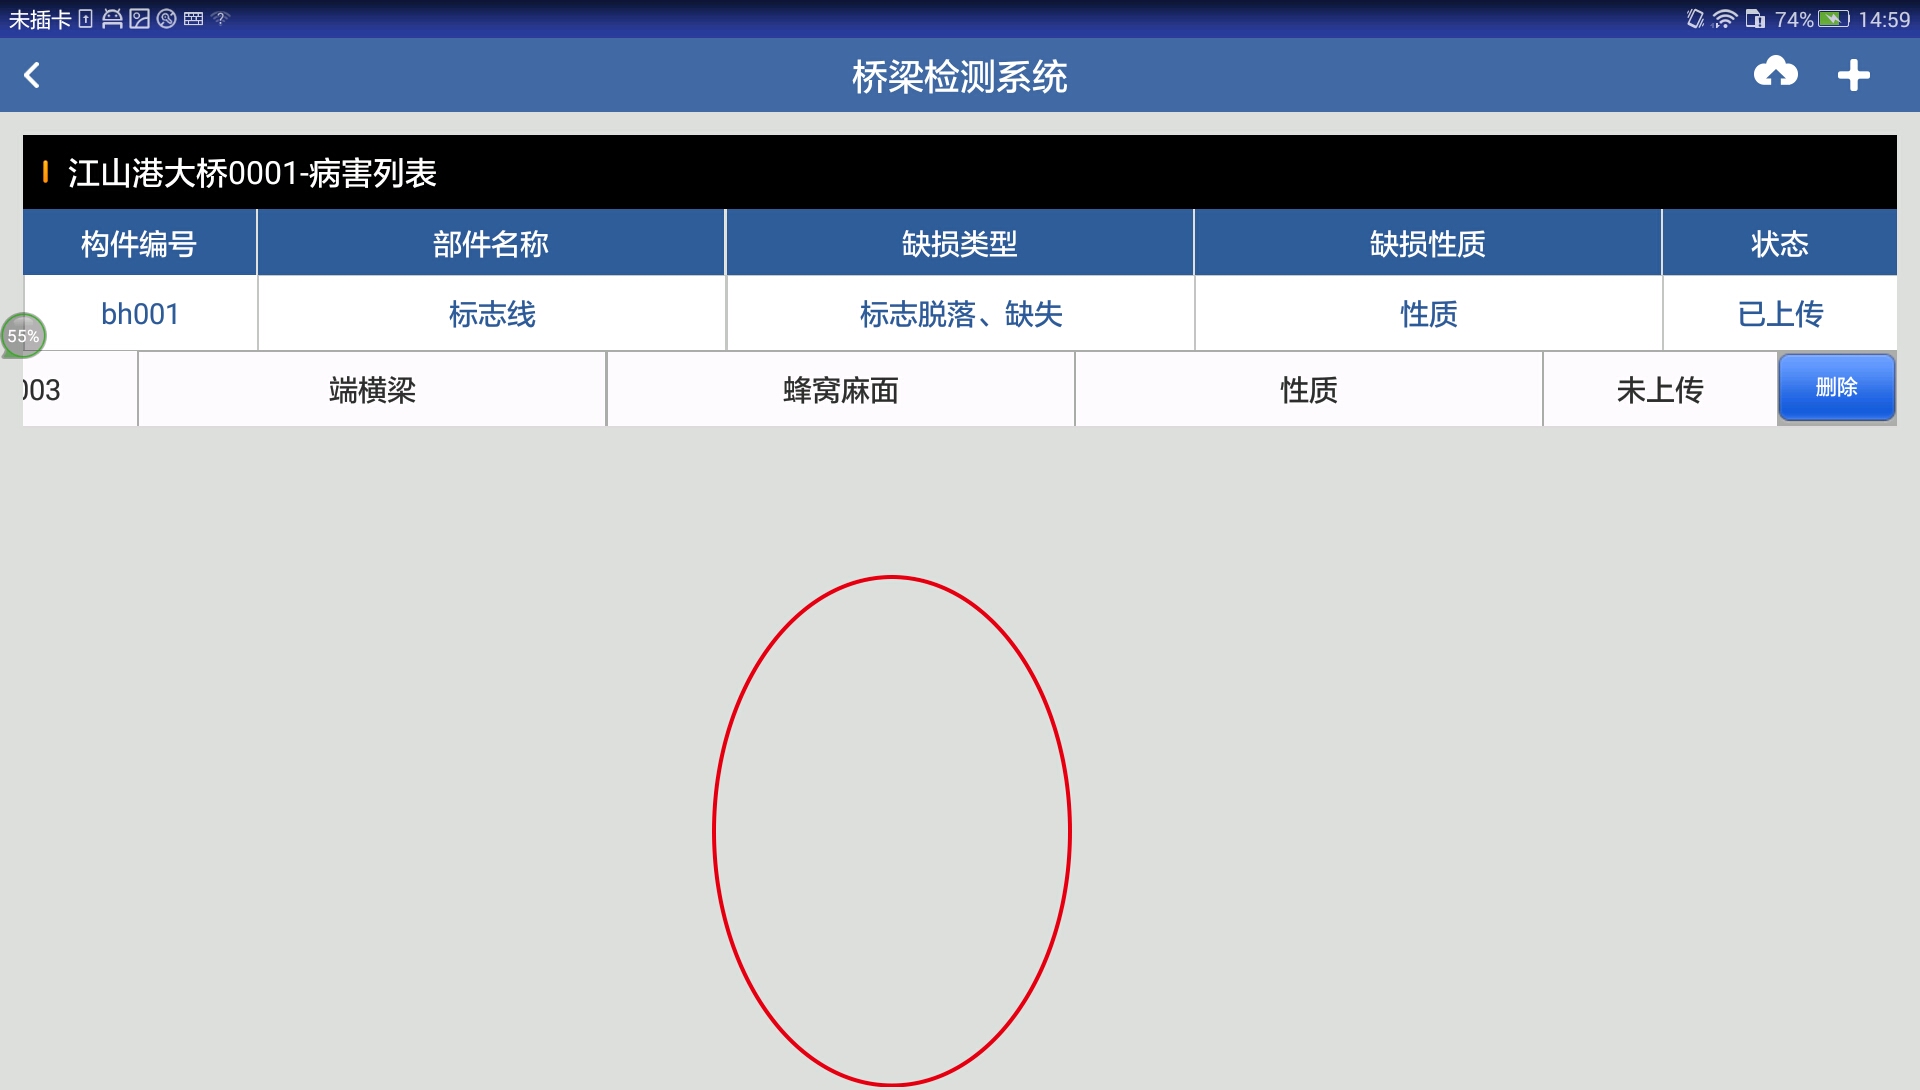 未插卡 74% 14:59
桥梁检测系统
江山港大桥0001-病害列表
构件编号 部件名称 缺损类型 缺损性质 状态
bh001 标志线 标志脱落、缺失 性质 已上传
55%
003 端横梁 蜂窝麻面 性质 未上传 删除